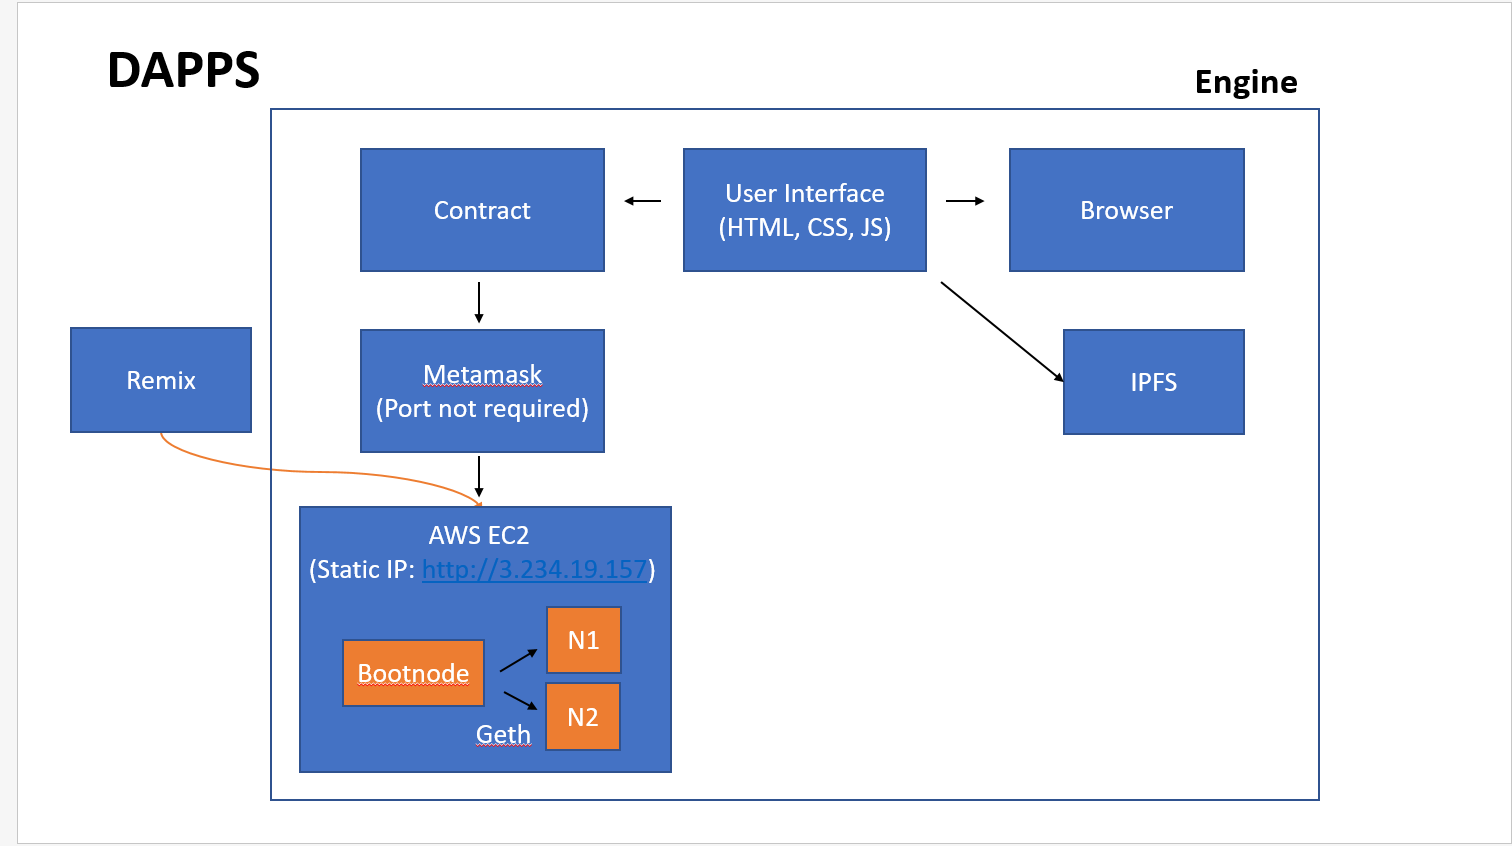 DAPPS
Engine
Contract
User Interface
(HTML, CSS, JS)
Browser
Remix
Metamask
(Port not required)
IPFS
AWS EC2
(Static IP: http://3.234.19.157)
Bootnode
N1
N2
Geth